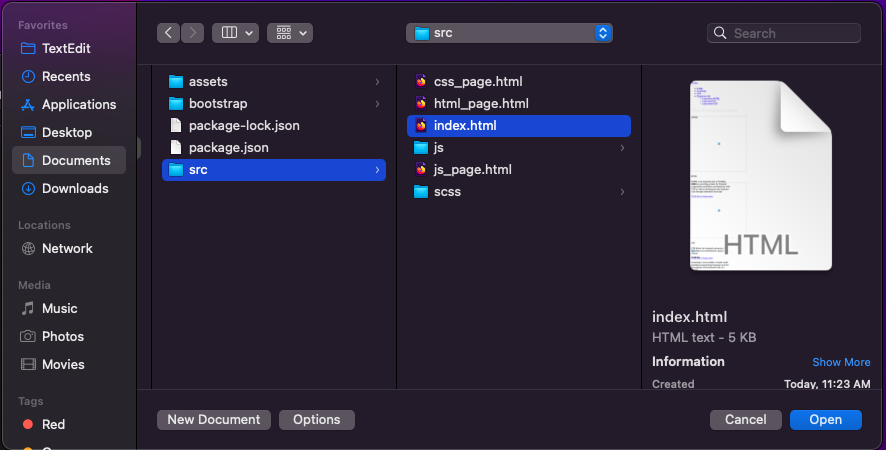 Favorites
TextEdit
Recents
Applications
Desktop
Documents
Downloads
Locations
Network
Media
Music
Photos
Movies
Tags
Red
src
Search
assets
bootstrap
package-lock.json
package.json
src
css_page.html
html_page.html
index.html
js
js_page.html
scss
HTML
index.html
HTML text - 5 KB
Information Show More
Created Today, 11:23 AM
New Document Options Cancel Open